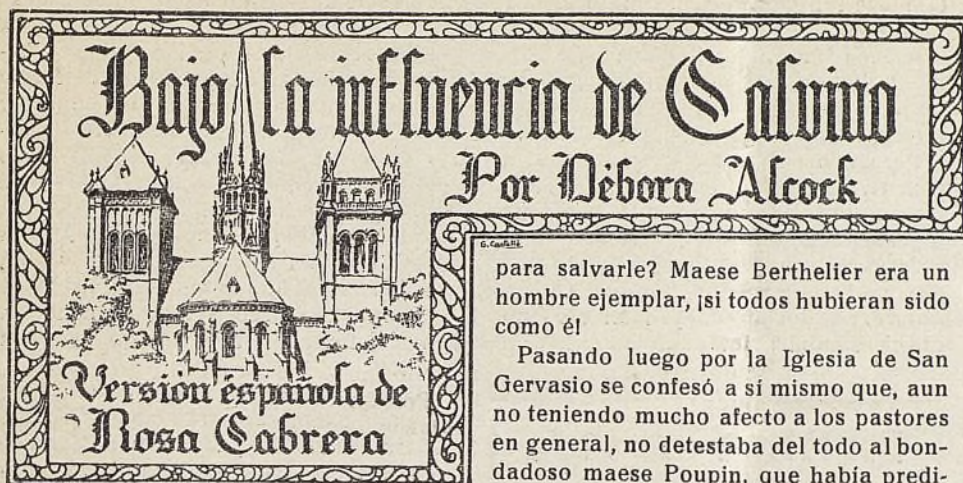 Bajo la influencia de Calvino
Por Débora Alcock
Versión española de
Rosa Cabrera
G. Castellé
para salvarle? Maese Berthelier era un
hombre ejemplar, ¡si todos hubieran sido
como él!
Pasando luego por la Iglesia de San
Gervasio se confesó a sí mismo que, aun
no teniendo mucho afecto a los pastores
en general, no detestaba del todo al bon-
dadoso maese Poupin, que había predi-